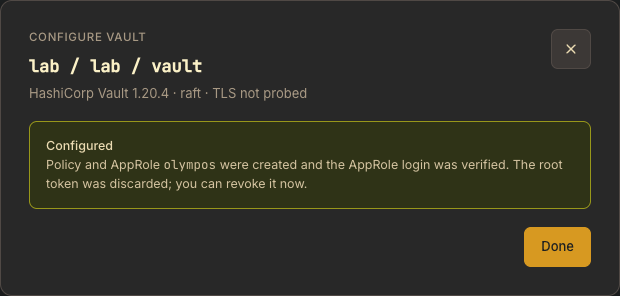 CONFIGURE VAULT
lab / lab / vault
HashiCorp Vault 1.20.4 · raft · TLS not probed
×
Configured
Policy and AppRole olympos were created and the AppRole login was verified. The root
token was discarded; you can revoke it now.
Done